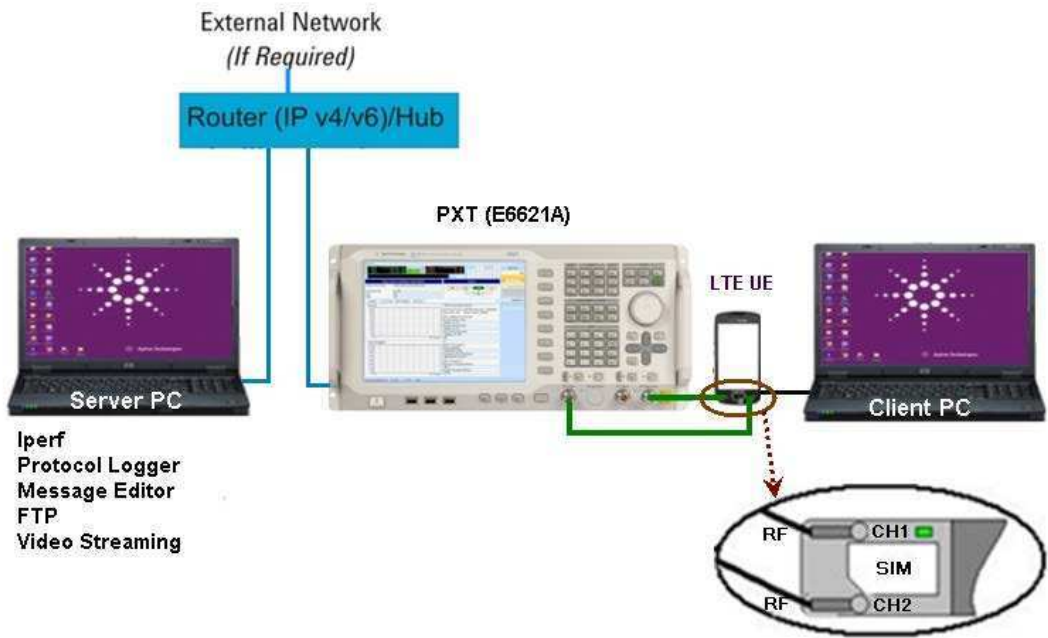 External Network
(If Required)
Router (IP v4/v6)/Hub
PXT (E6621A)
LTE UE
Server PC
Client PC
Iperf
Protocol Logger
Message Editor
FTP
Video Streaming
RF
CH1
SIM
RF
CH2